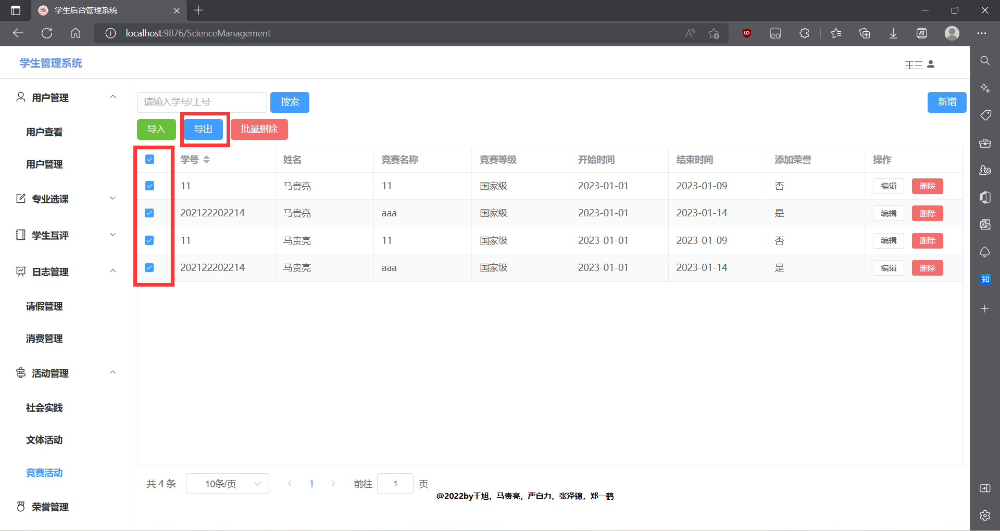 学生后台管理系统
localhost:9876/ScienceManagement
学生管理系统
王三
用户管理
用户查看
用户管理
专业选课
学生互评
日志管理
请假管理
消费管理
活动管理
社会实践
文体活动
竞赛活动
荣誉管理
请输入学号/工号 搜索 新增
导入 导出 批量删除
学号 姓名 竞赛名称 竞赛等级 开始时间 结束时间 添加荣誉 操作
11 马贵亮 11 国家级 2023-01-01 2023-01-09 否 编辑 删除
202122202214 马贵亮 aaa 国家级 2023-01-01 2023-01-14 是 编辑 删除
11 马贵亮 11 国家级 2023-01-01 2023-01-09 否 编辑 删除
202122202214 马贵亮 aaa 国家级 2023-01-01 2023-01-14 是 编辑 删除
共 4 条 10条/页 1 前往 1 页
@2022by王旭，马贵亮，严自力，张泽锦，郑一鹤
知